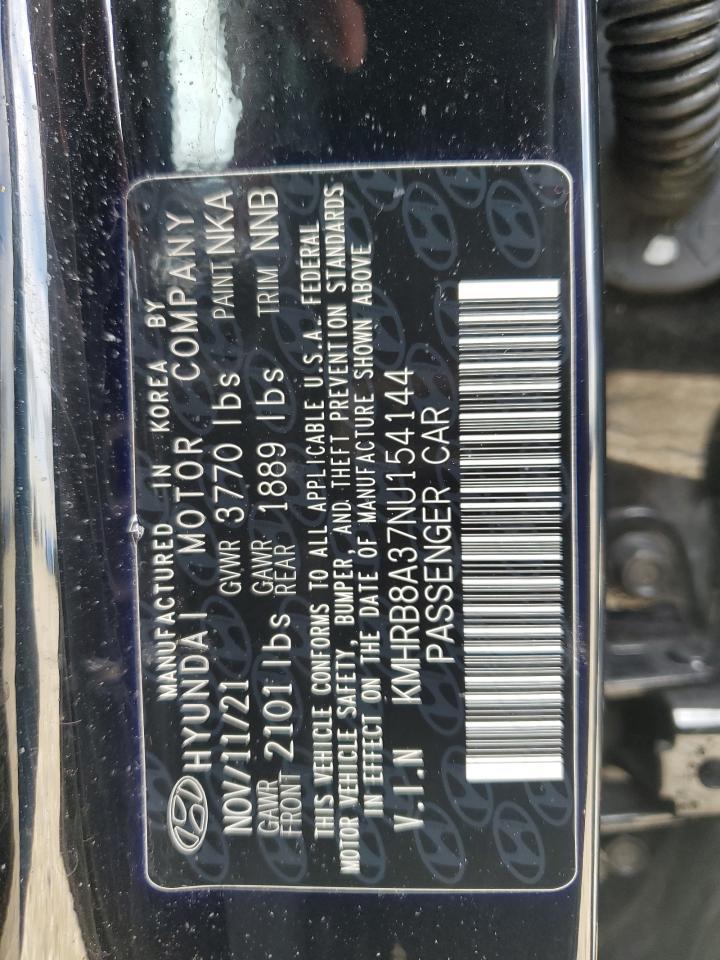 MANUFACTURED IN KOREA BY
HYUNDAI MOTOR COMPANY
NOV/11/21 GVWR 3770 lbs PAINT NKA
GAWR FRONT 2101 lbs GAWR REAR 1889 lbs TRIM NNB
THIS VEHICLE CONFORMS TO ALL APPLICABLE U.S.A. FEDERAL
MOTOR VEHICLE SAFETY, BUMPER, AND THEFT PREVENTION STANDARDS
IN EFFECT ON THE DATE OF MANUFACTURE SHOWN ABOVE
V.I.N KMHRB8A37NU154144
PASSENGER CAR